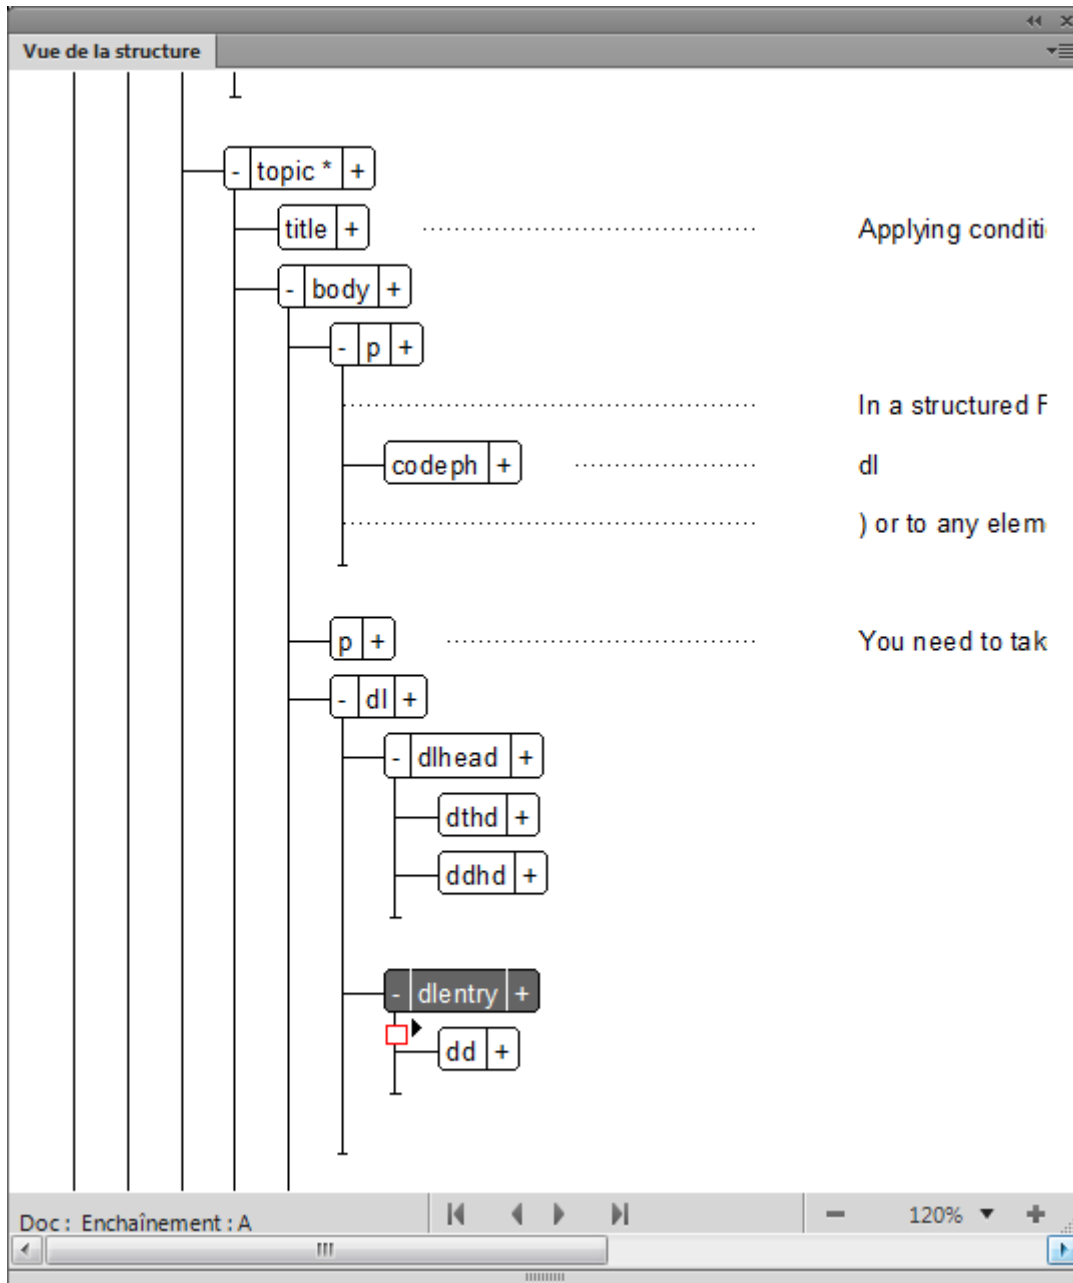 Vue de la structure
- topic * +
title + Applying conditi
- body +
- p +
In a structured F
codeph + dl
) or to any elem
p + You need to tak
- dl +
- dlhead +
dthd +
ddhd +
- dlentry +
dd +
Doc : Enchaînement : A 120%